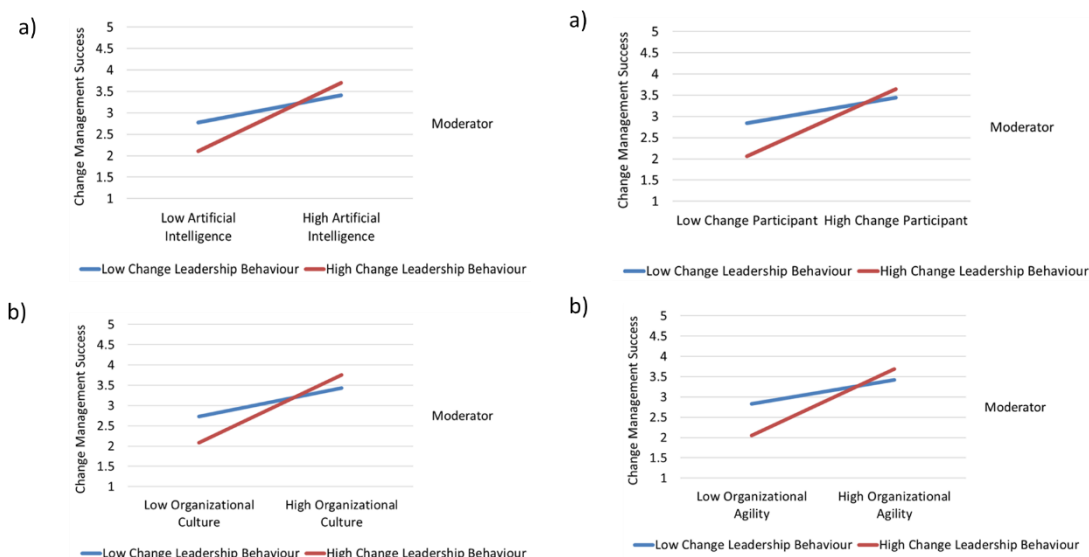 a)
Change Management Success
5
4.5
4
3.5
3
2.5
2
1.5
1
Low Artificial
Intelligence
High Artificial
Intelligence
Moderator
Low Change Leadership Behaviour
High Change Leadership Behaviour
a)
Change Management Success
5
4.5
4
3.5
3
2.5
2
1.5
1
Low Change Participant
High Change Participant
Moderator
Low Change Leadership Behaviour
High Change Leadership Behaviour
b)
Change Management Success
5
4.5
4
3.5
3
2.5
2
1.5
1
Low Organizational
Culture
High Organizational
Culture
Moderator
Low Change Leadership Behaviour
High Change Leadership Behaviour
b)
Change Management Success
5
4.5
4
3.5
3
2.5
2
1.5
1
Low Organizational
Agility
High Organizational
Agility
Moderator
Low Change Leadership Behaviour
High Change Leadership Behaviour